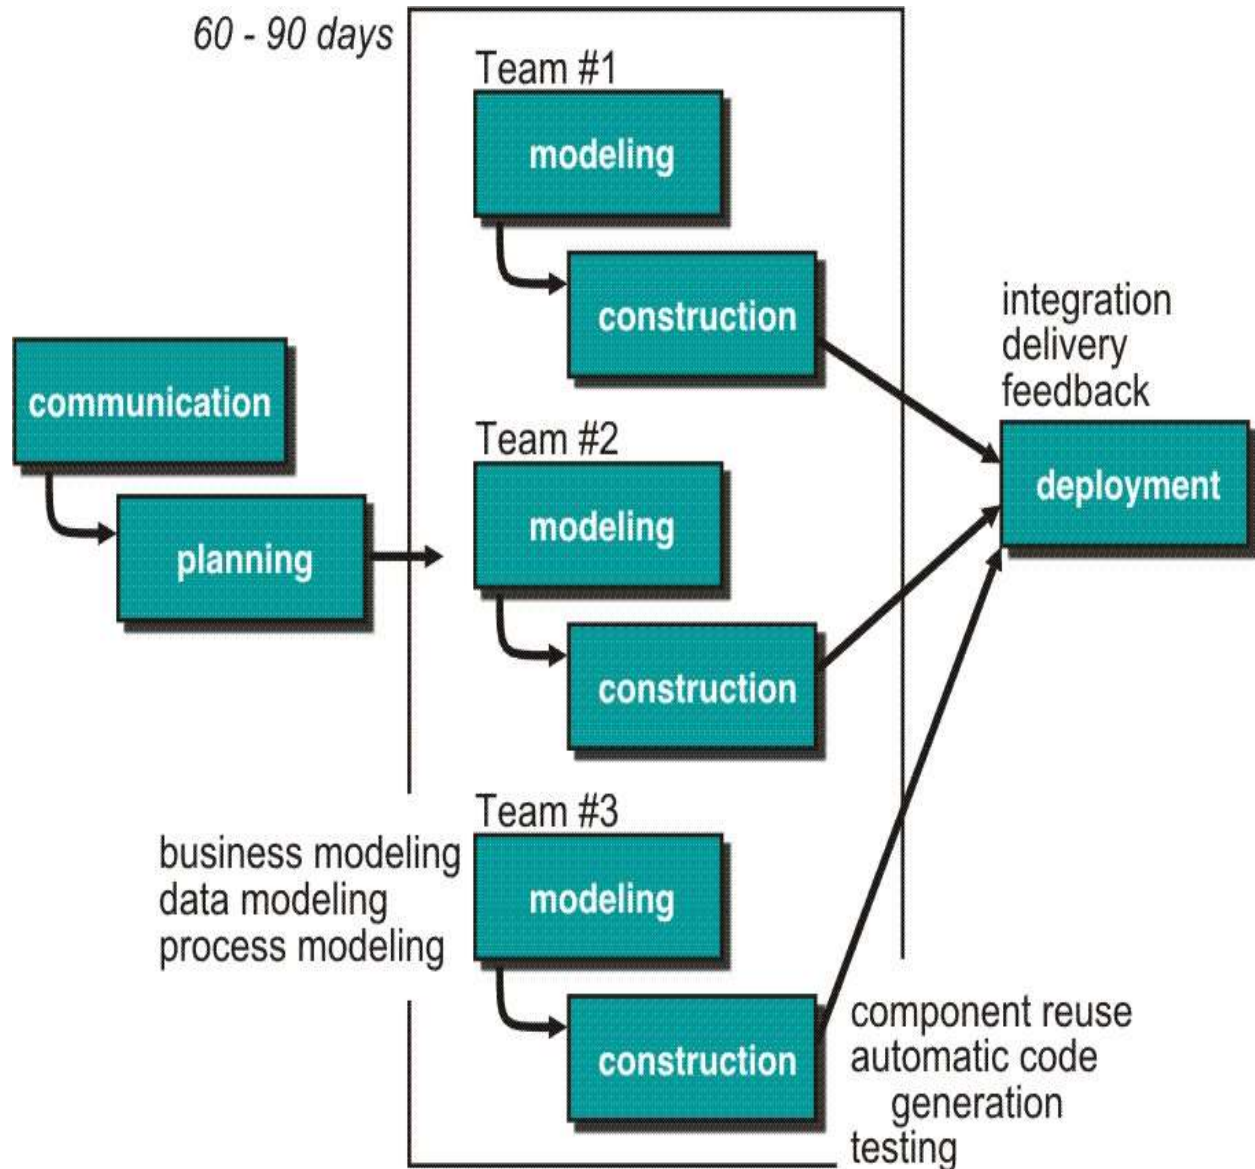 60 - 90 days
Team #1
modeling
construction
communication
planning
Team #2
modeling
construction
integration
delivery
feedback
deployment
Team #3
business modeling
data modeling
process modeling
modeling
construction
component reuse
automatic code
generation
testing